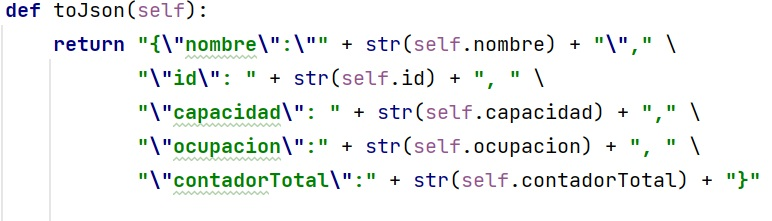 def toJson(self):
    return "{\"nombre\":\"" + str(self.nombre) + "\"," \
           "\"id\": " + str(self.id) + ", " \
           "\"capacidad\": " + str(self.capacidad) + "," \
           "\"ocupacion\":" + str(self.ocupacion) + ", " \
           "\"contadorTotal\":" + str(self.contadorTotal) + "}"